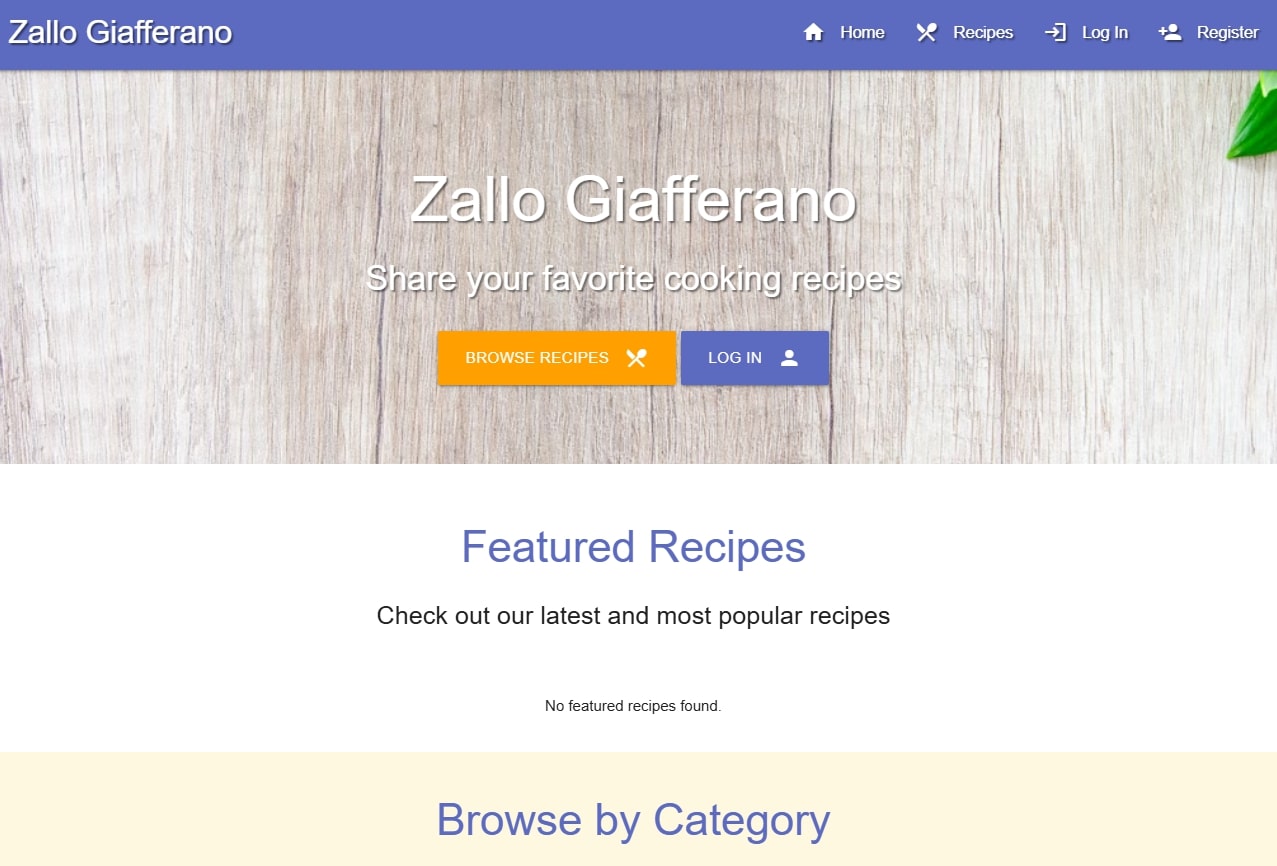 Zallo Giafferano
Home Recipes Log In Register
Zallo Giafferano
Share your favorite cooking recipes
BROWSE RECIPES LOG IN
Featured Recipes
Check out our latest and most popular recipes
No featured recipes found.
Browse by Category